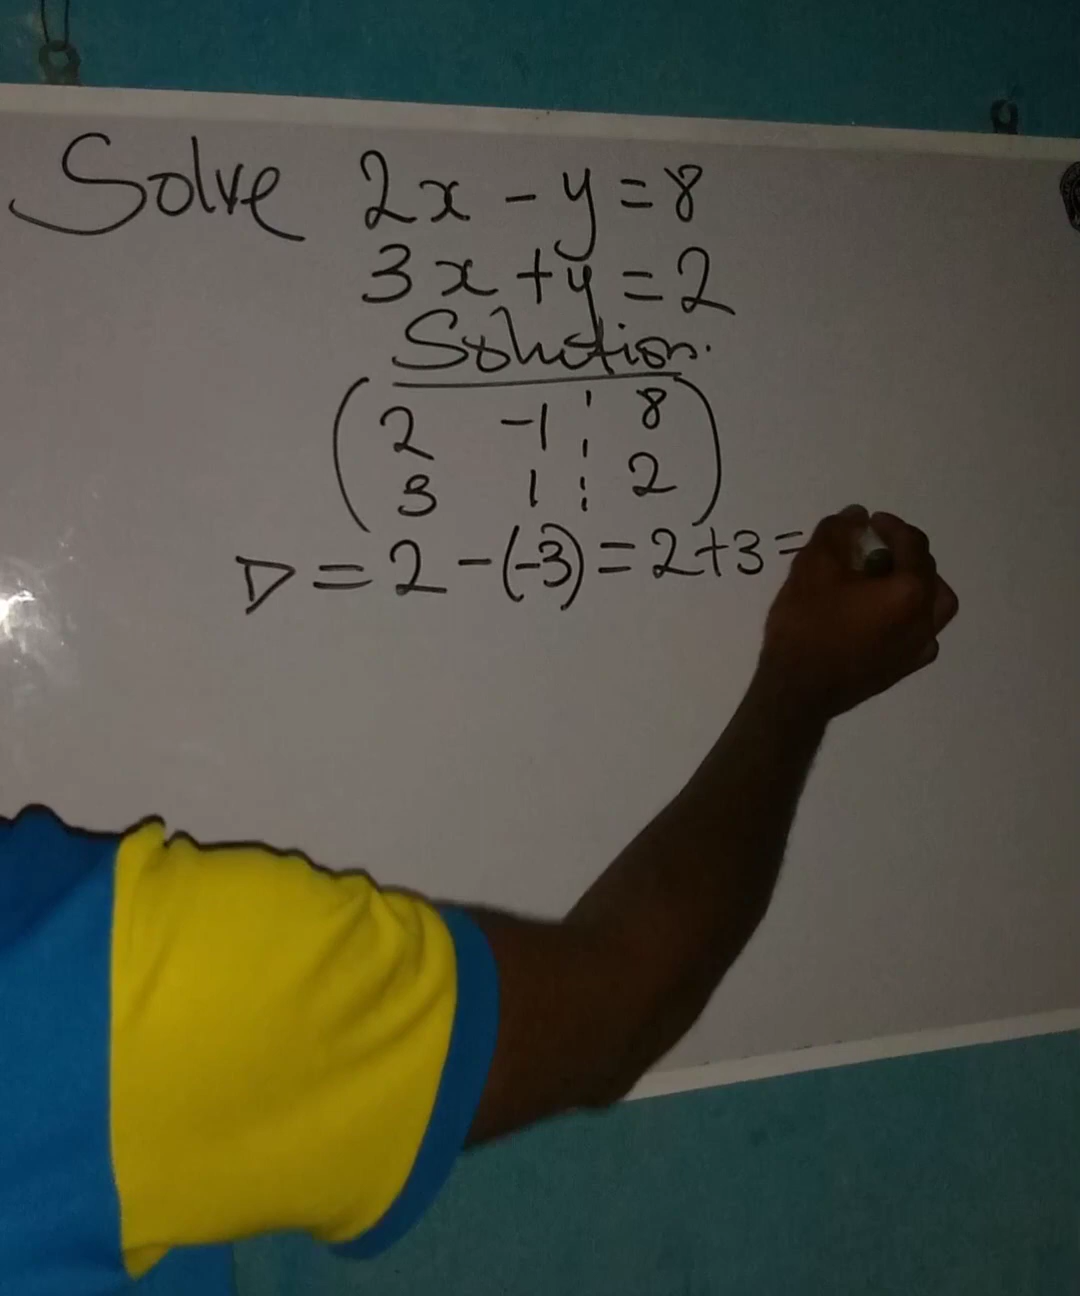 Solve 2x - y = 8
3x + y = 2
Solution.
( 2 -1 ¦ 8
3 1 ¦ 2 )
D = 2 - (-3) = 2 + 3 =